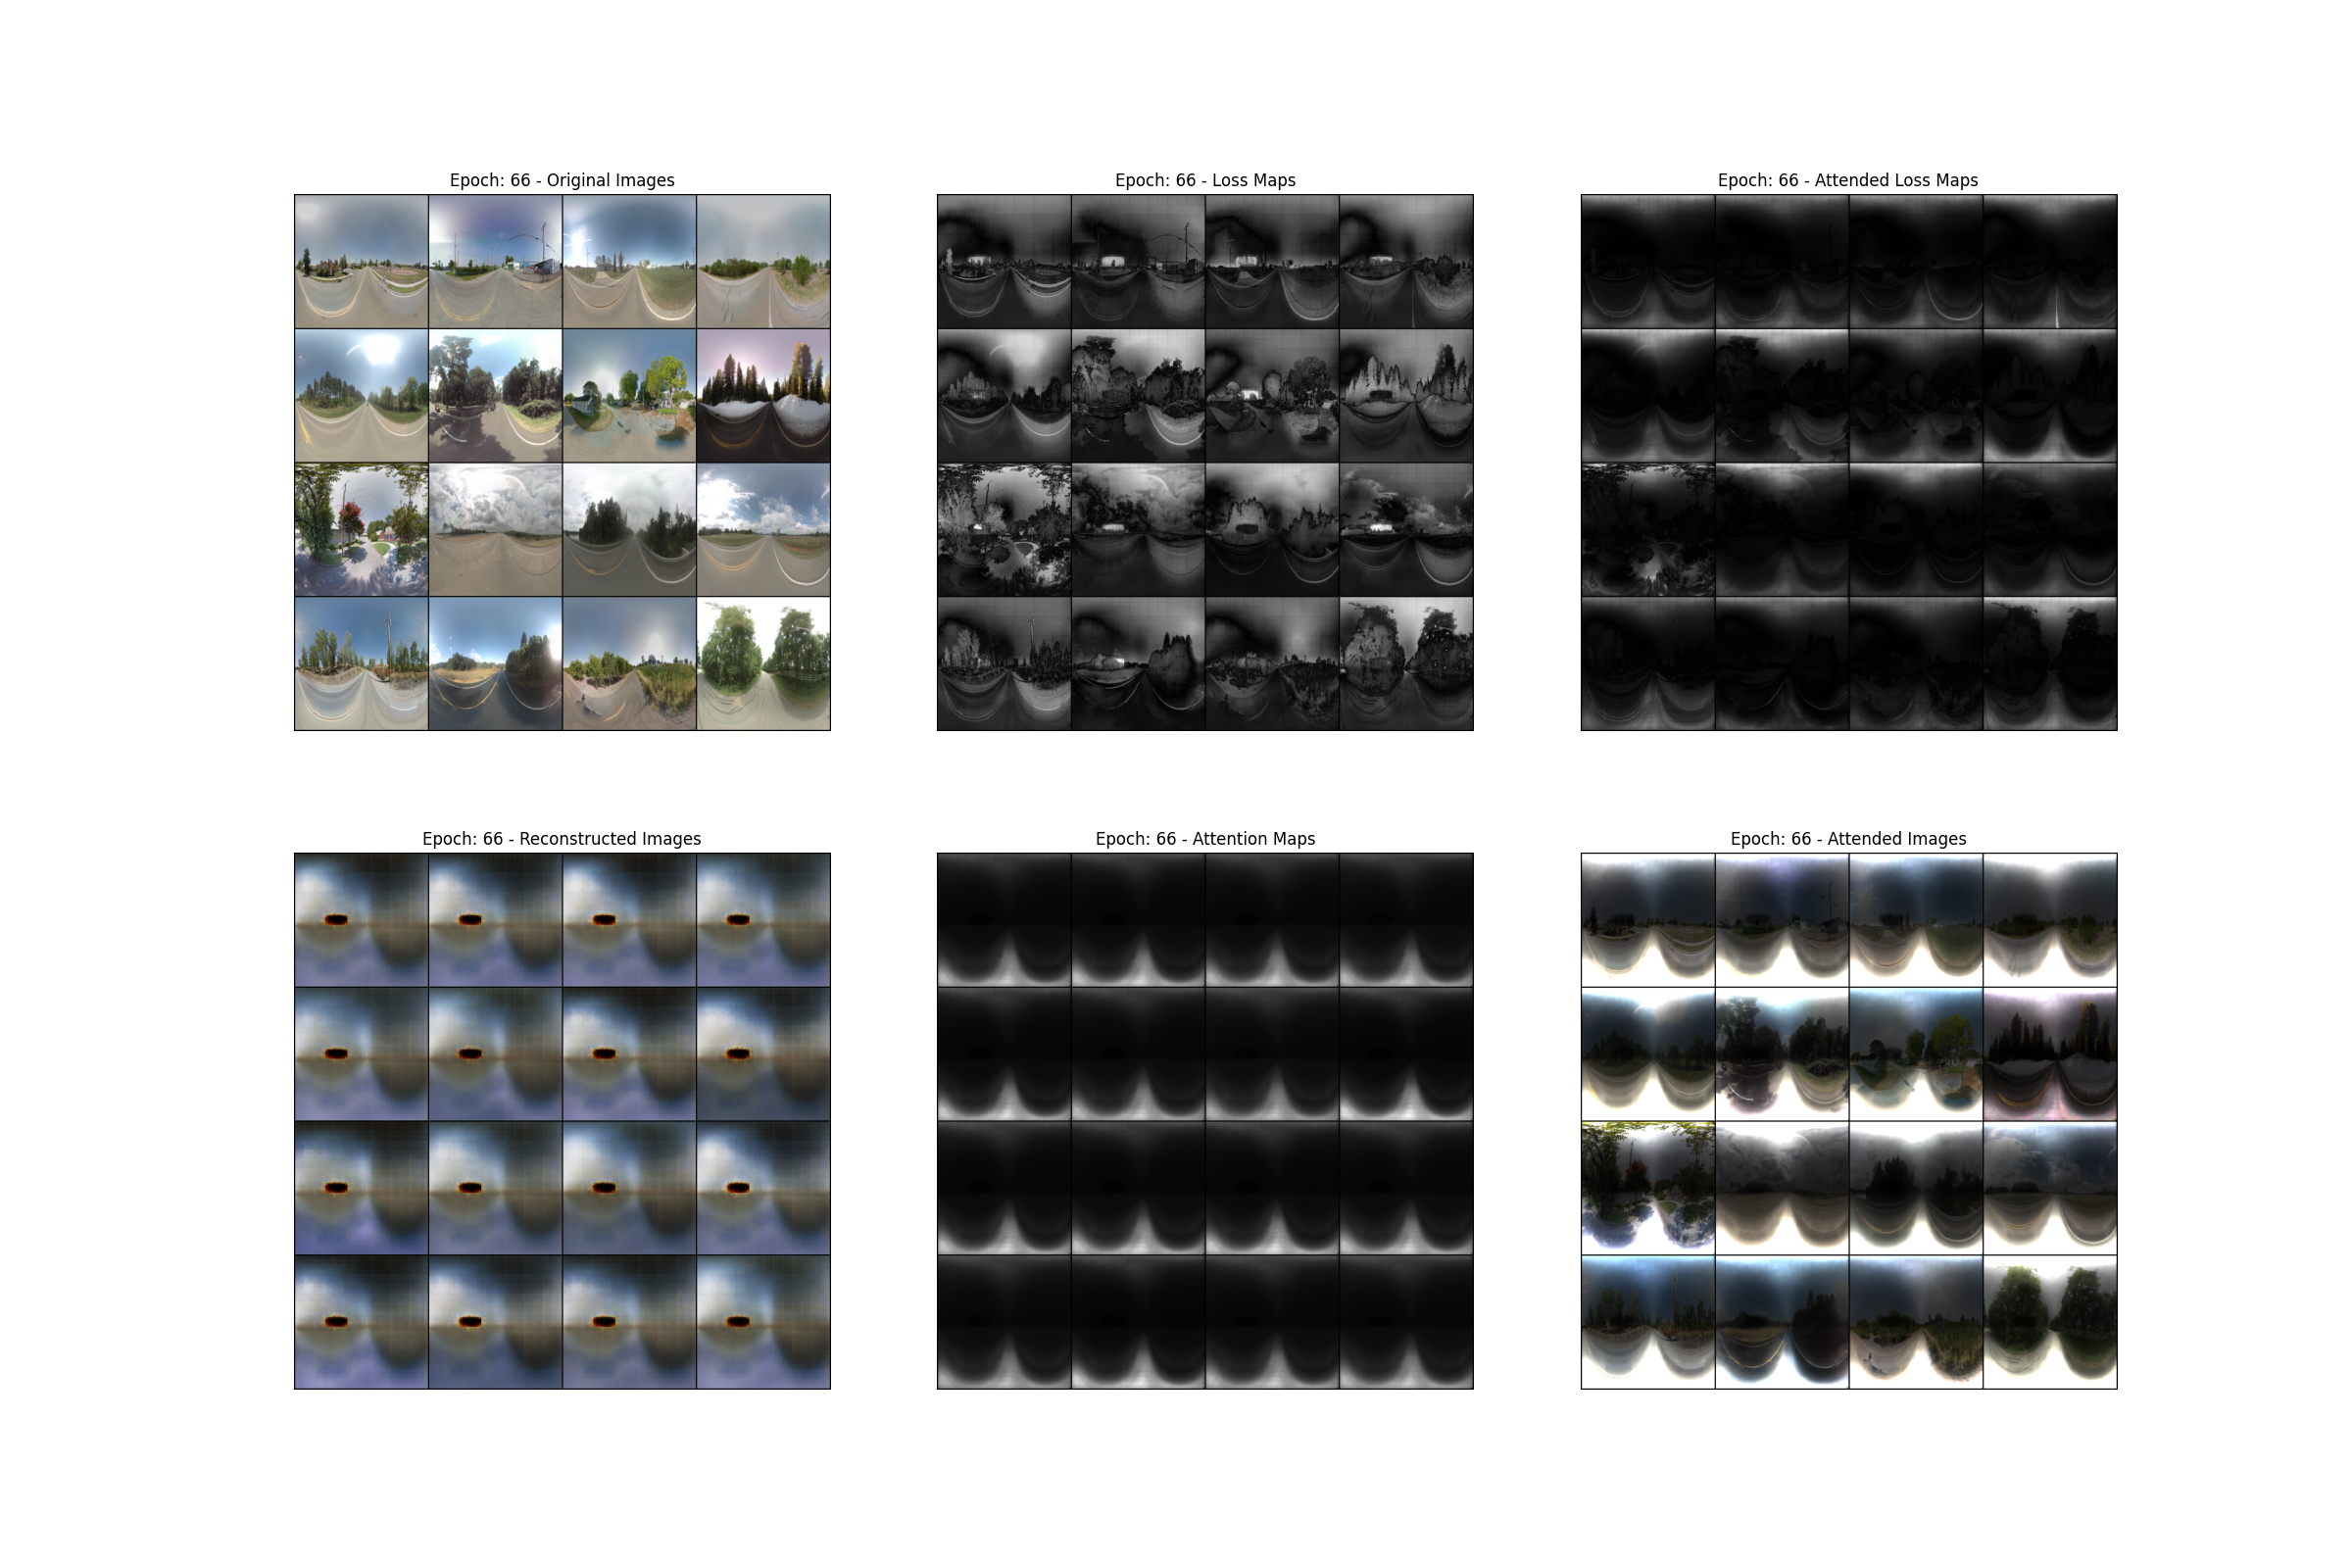 Epoch: 66 - Original Images
Epoch: 66 - Loss Maps
Epoch: 66 - Attended Loss Maps
Epoch: 66 - Reconstructed Images
Epoch: 66 - Attention Maps
Epoch: 66 - Attended Images